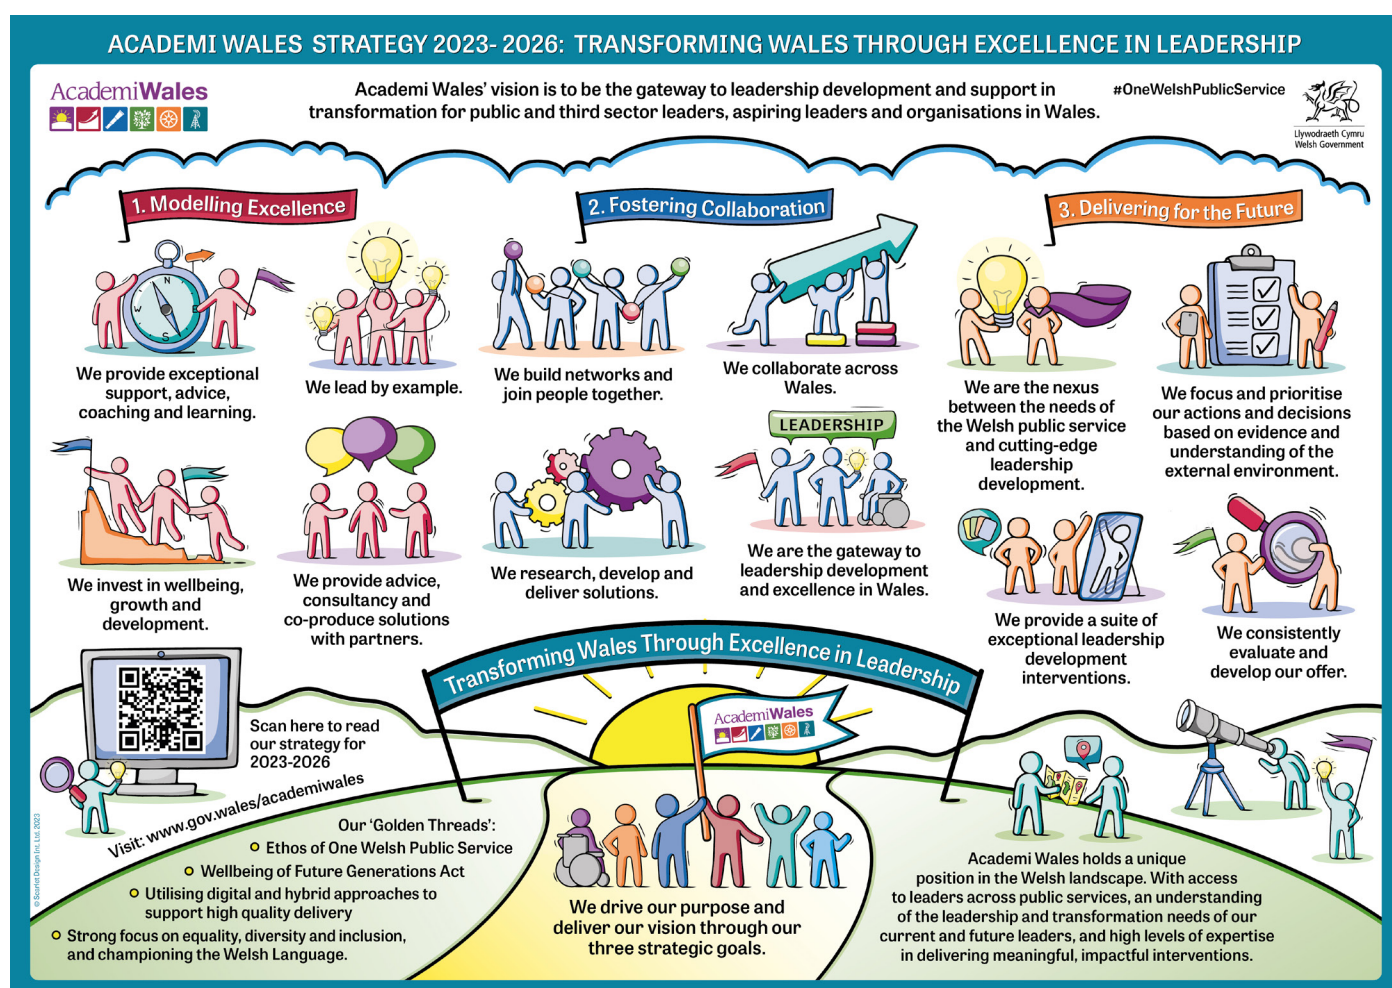 ACADEMI WALES STRATEGY 2023-2026: TRANSFORMING WALES THROUGH EXCELLENCE IN LEADERSHIP
AcademiWales
Academi Wales' vision is to be the gateway to leadership development and support in
transformation for public and third sector leaders, aspiring leaders and organisations in Wales.
#OneWelshPublicService
Llywodraeth Cymru
Welsh Government
1. Modelling Excellence
N
W
We provide exceptional
support, advice,
coaching and learning.
We lead by example.
We invest in wellbeing,
growth and
development.
We provide advice,
consultancy and
co-produce solutions
with partners.
2. Fostering Collaboration
We build networks and
join people together.
We collaborate across
Wales.
We research, develop and
deliver solutions.
LEADERSHIP
We are the gateway to
leadership development
and excellence in Wales.
3. Delivering for the Future
We are the nexus
between the needs of
the Welsh public service
and cutting-edge
leadership
development.
We focus and prioritise
our actions and decisions
based on evidence and
understanding of the
external environment.
We provide a suite of
exceptional leadership
development
interventions.
We consistently
evaluate and
develop our offer.
Transforming Wales Through Excellence in Leadership
AcademiWales
Scan here to read
our strategy for
2023-2026
Visit: www.gov.wales/academiwales
Our 'Golden Threads':
Ethos of One Welsh Public Service
Wellbeing of Future Generations Act
Utilising digital and hybrid approaches to
support high quality delivery
Strong focus on equality, diversity and inclusion,
and championing the Welsh Language.
We drive our purpose and
deliver our vision through our
three strategic goals.
Academi Wales holds a unique
position in the Welsh landscape. With access
to leaders across public services, an understanding
of the leadership and transformation needs of our
current and future leaders, and high levels of expertise
in delivering meaningful, impactful interventions.
© Scarlet Design Int. Ltd. 2023